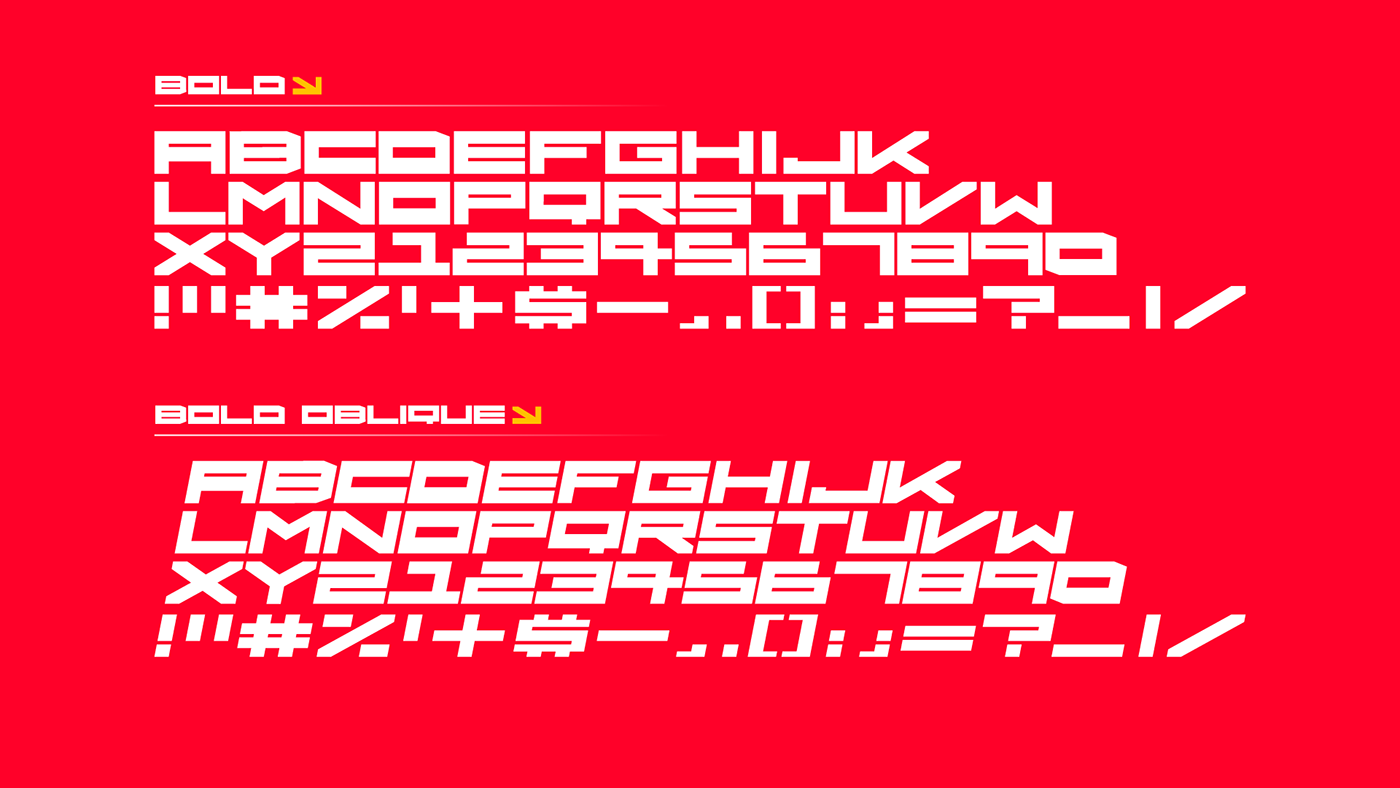 BOLD
ABCDEFGHIJK
LMNOPQRSTUVW
XYZ1234567890
!'"#%'+$-,.[]:;=?_|/
BOLD OBLIQUE
ABCDEFGHIJK
LMNOPQRSTUVW
XYZ1234567890
!'"#%'+$-,.[]:;=?_|/